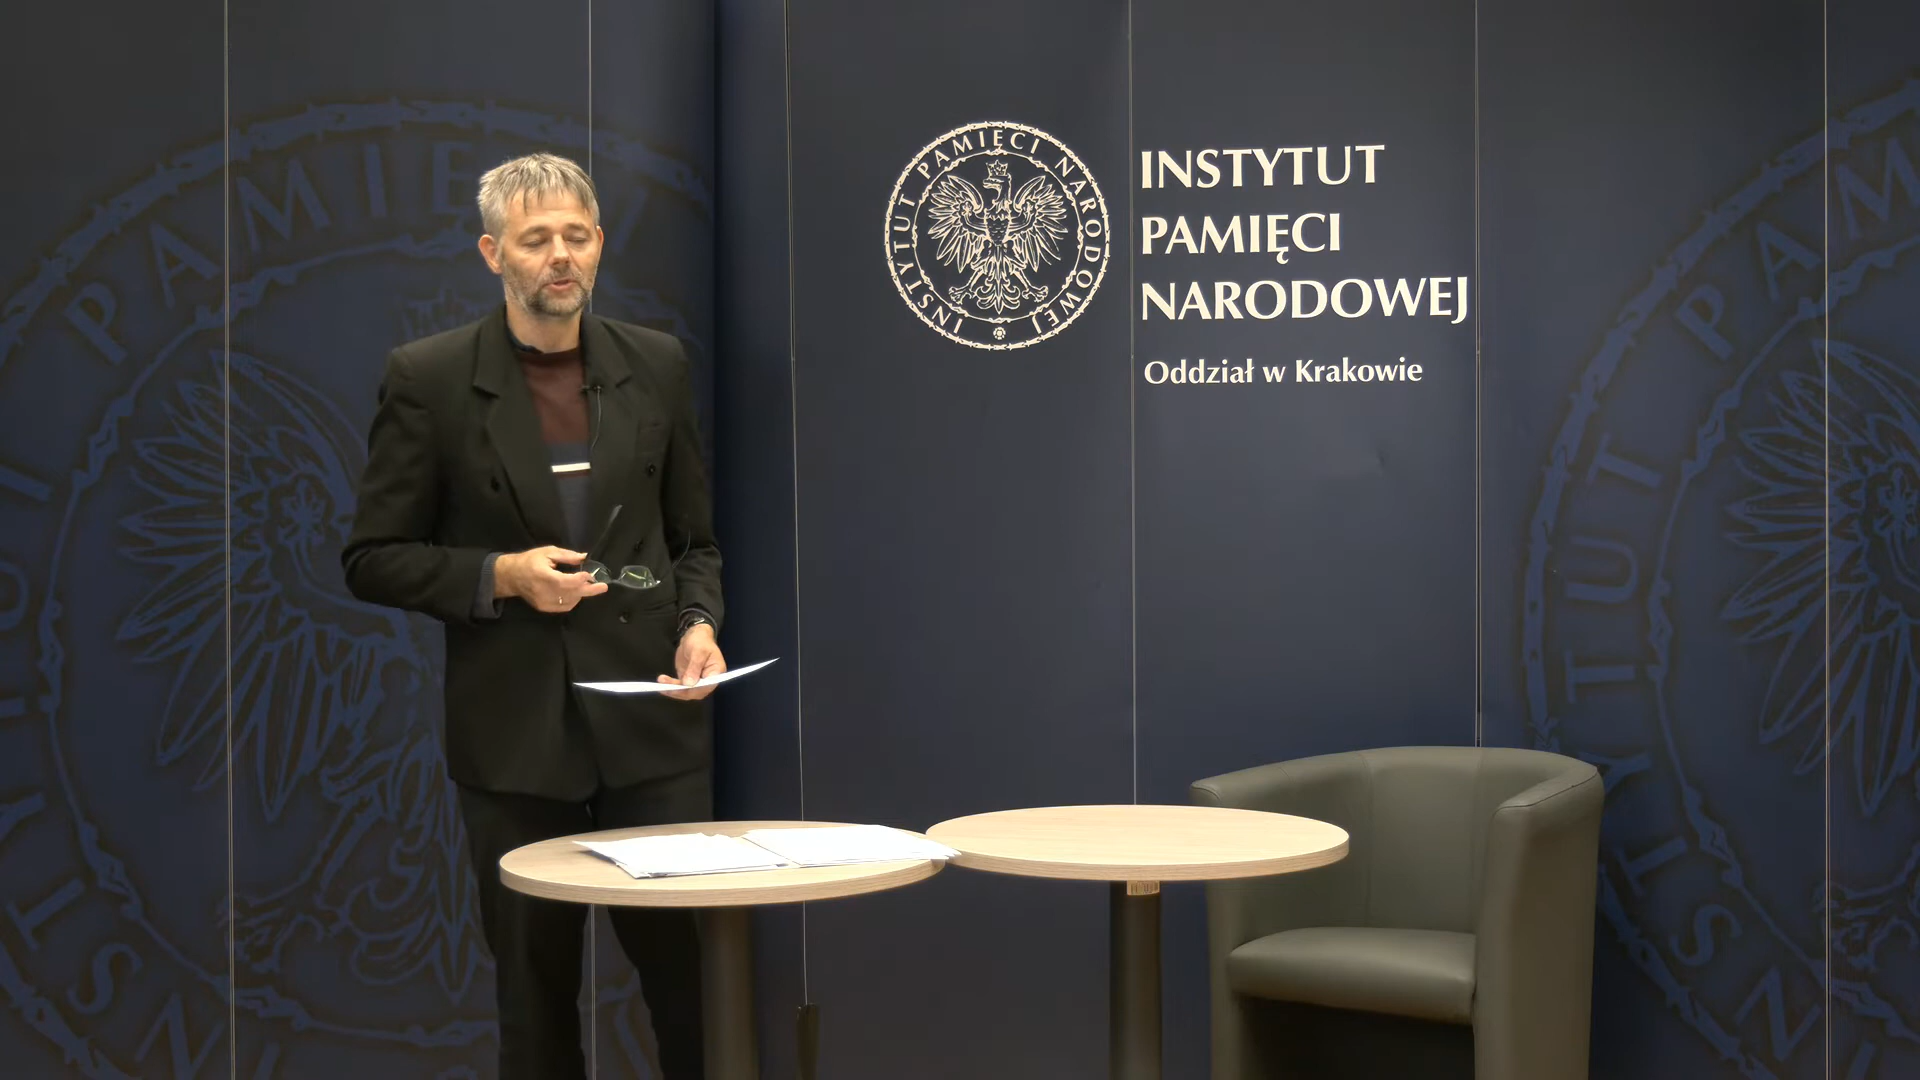 INSTYTUT PAMIĘCI NARODOWEJ
INSTYTUT
PAMIĘCI
NARODOWEJ
Oddział w Krakowie